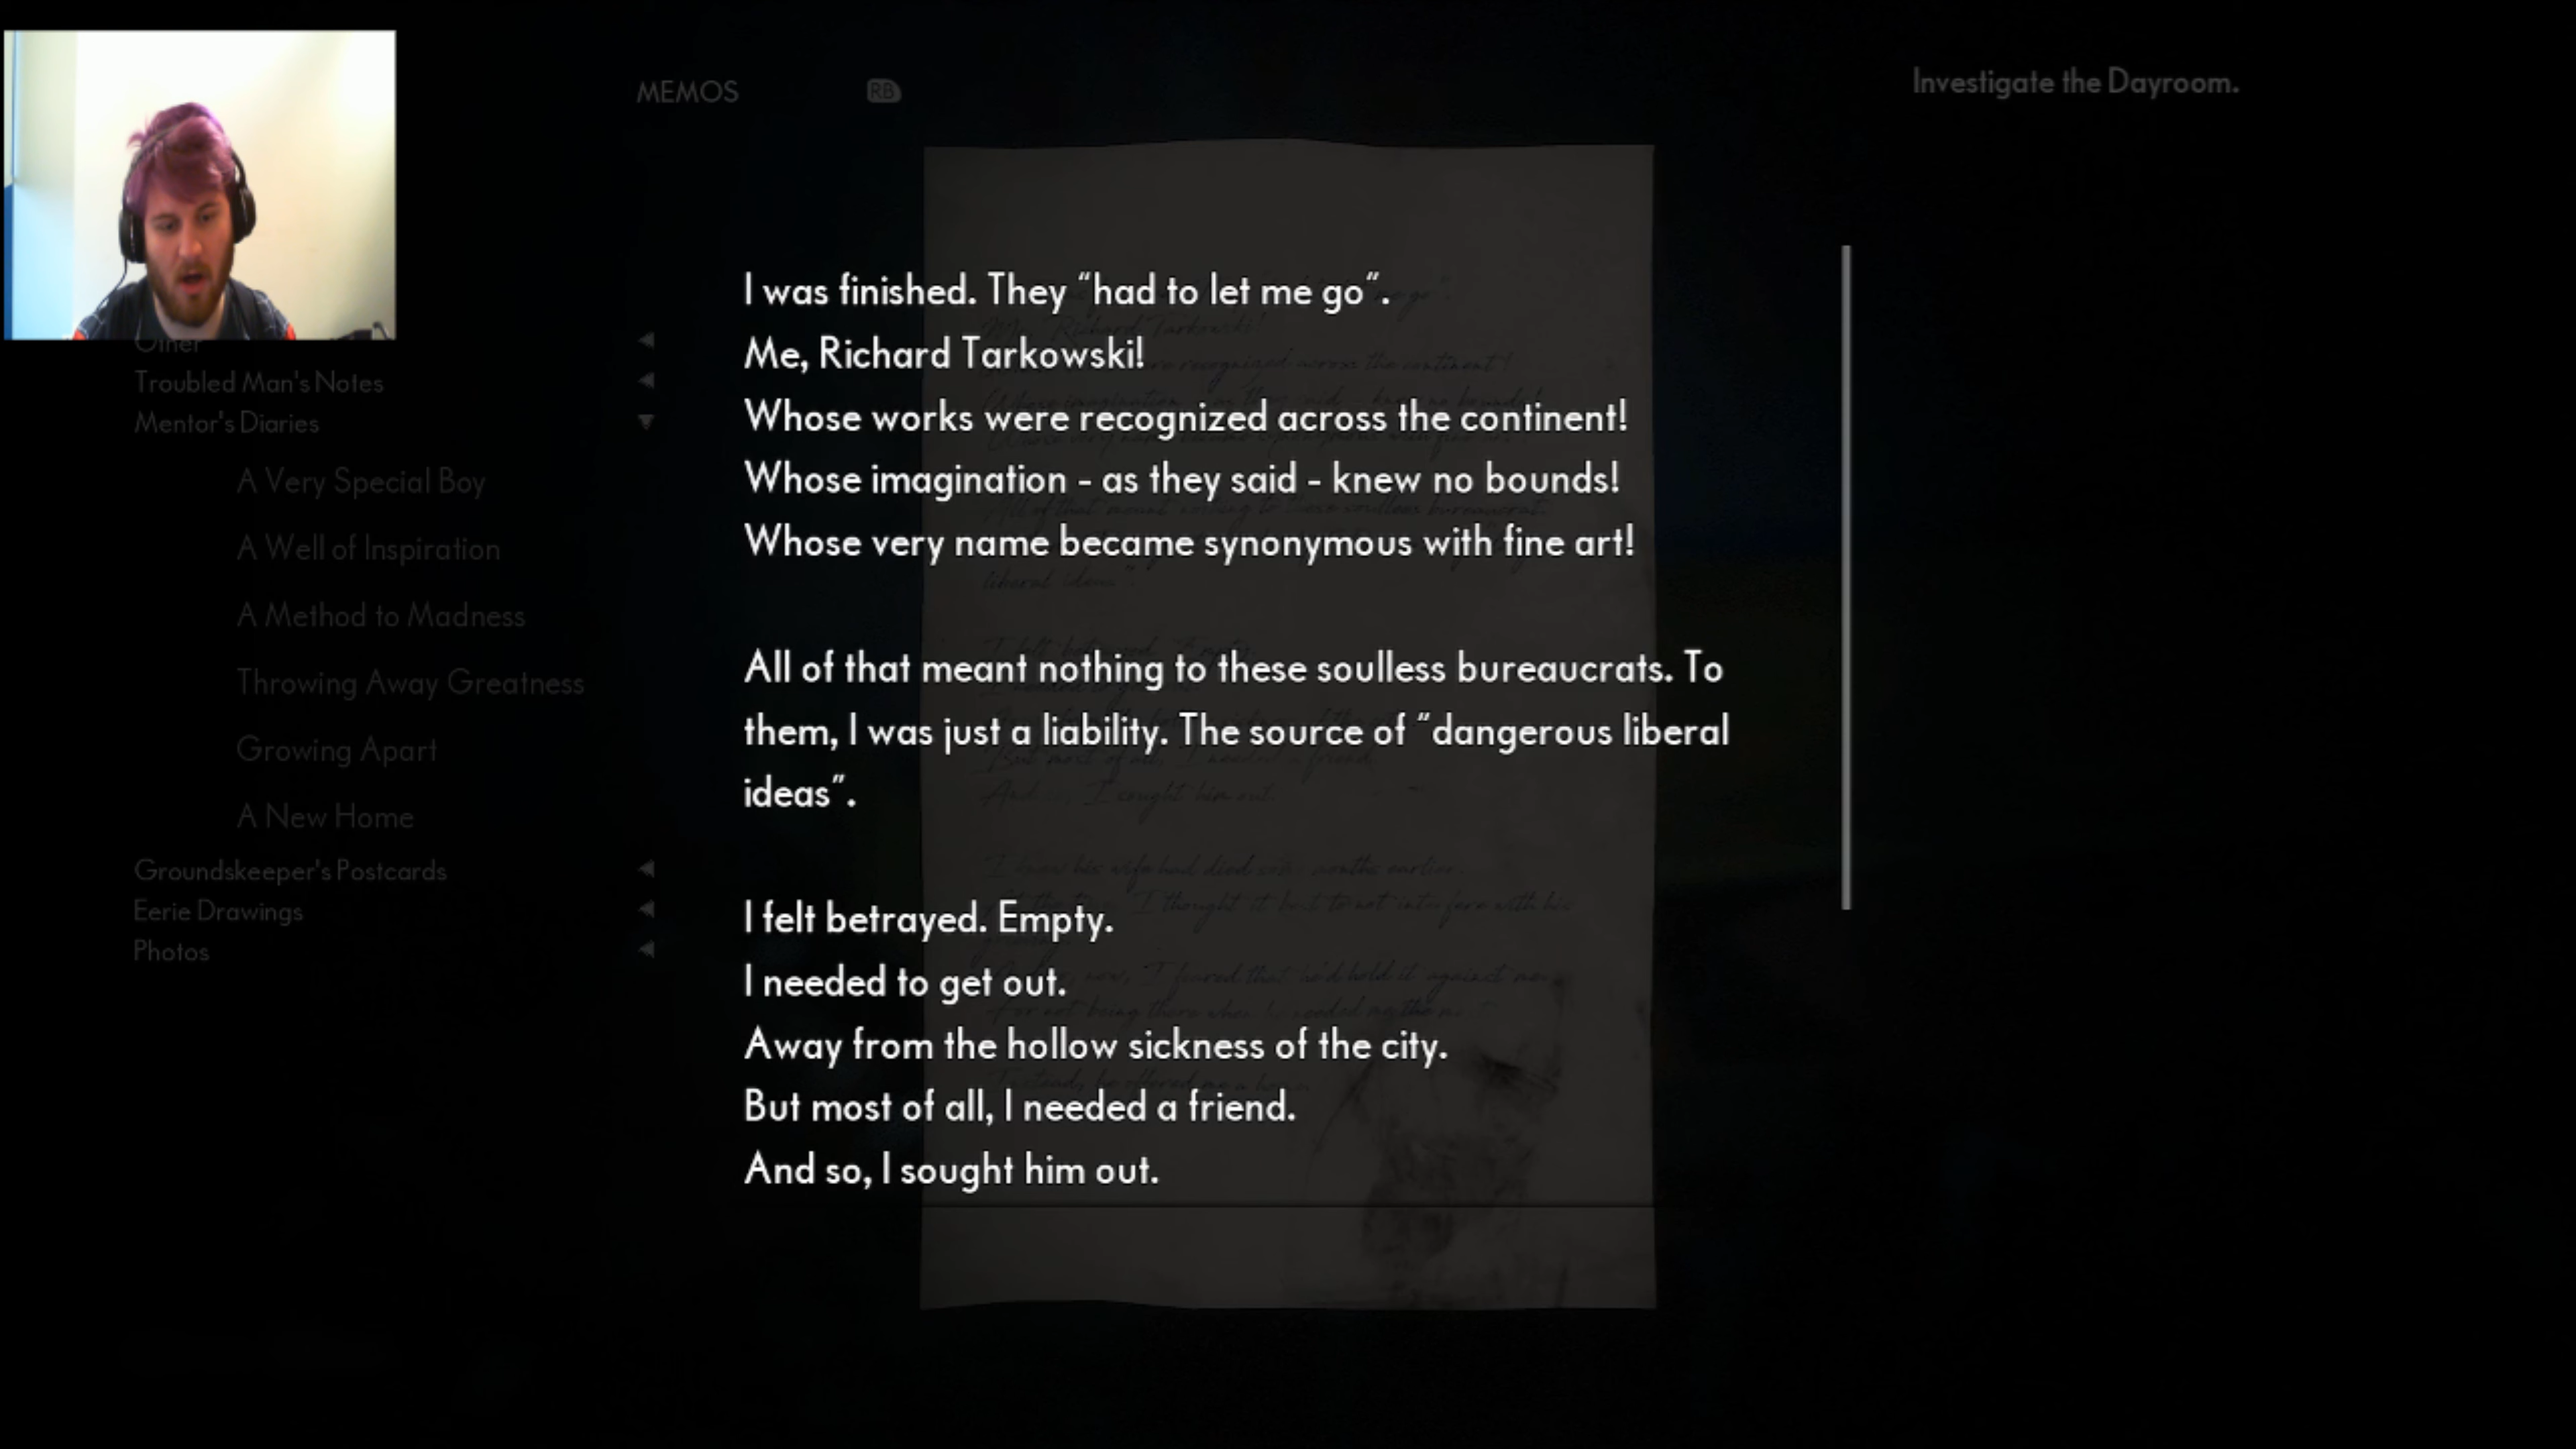 MEMOS
RB
Investigate the Dayroom.
Other
Troubled Man's Notes
Mentor's Diaries
A Very Special Boy
A Well of Inspiration
A Method to Madness
Throwing Away Greatness
Growing Apart
A New Home
Groundskeeper's Postcards
Eerie Drawings
Photos
I was finished. They “had to let me go”.
Me, Richard Tarkowski!
Whose works were recognized across the continent!
Whose imagination - as they said - knew no bounds!
Whose very name became synonymous with fine art!
All of that meant nothing to these soulless bureaucrats. To
them, I was just a liability. The source of “dangerous liberal
ideas”.
I felt betrayed. Empty.
I needed to get out.
Away from the hollow sickness of the city.
But most of all, I needed a friend.
And so, I sought him out.